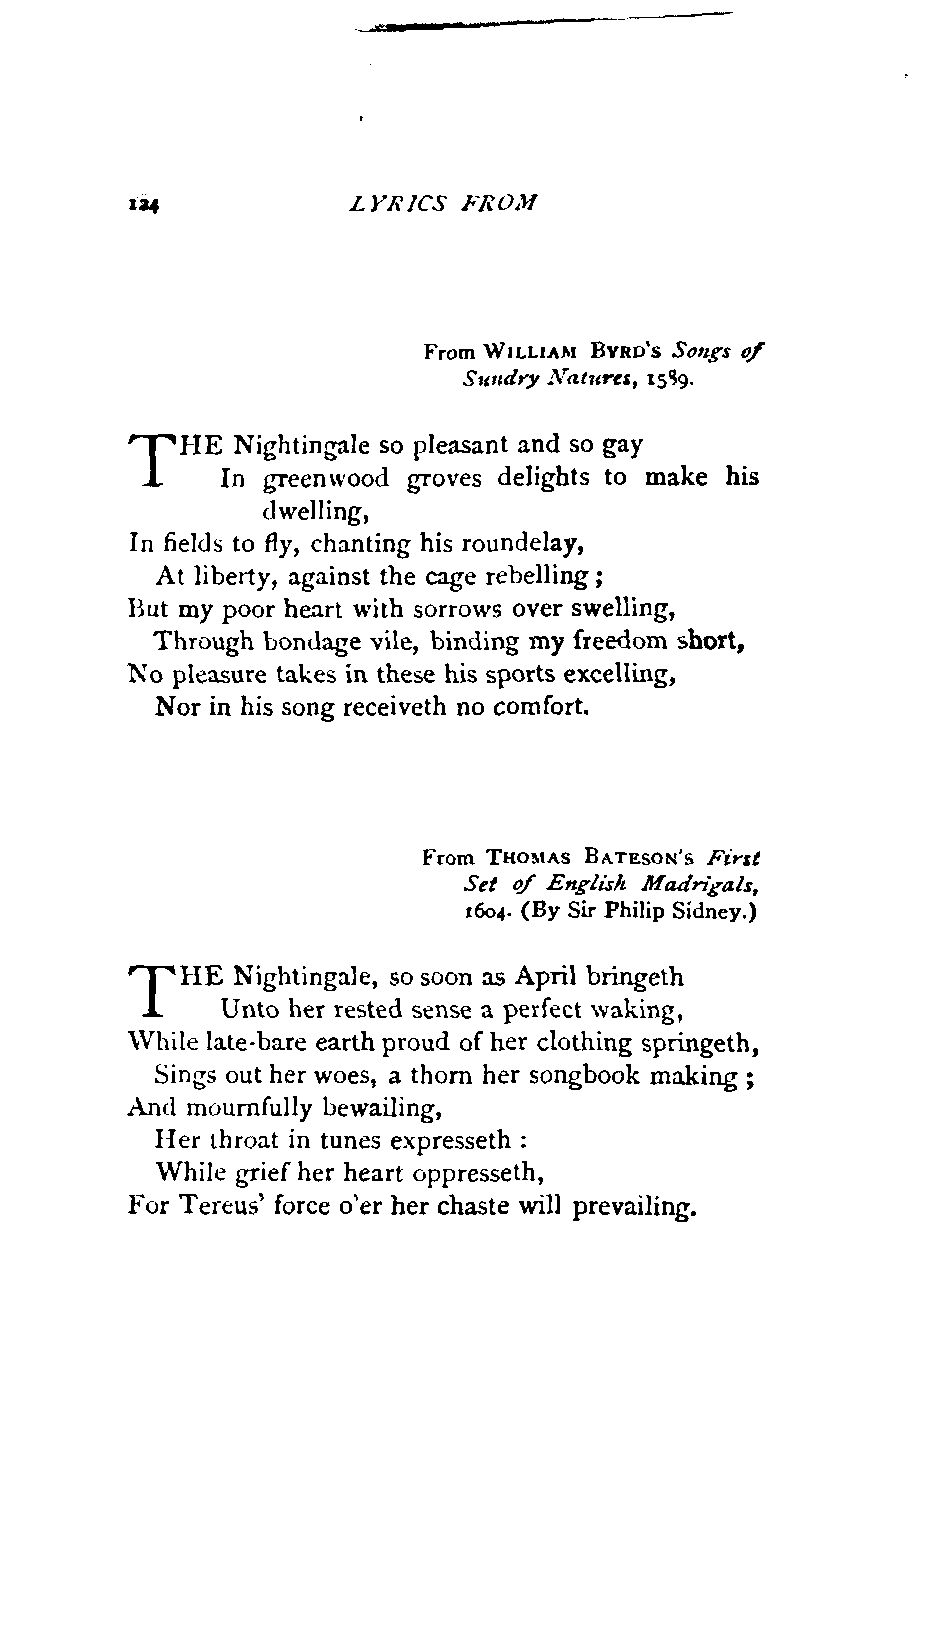 124 LYRICS FROM
From WILLIAM BYRD'S Songs of
Sundry Natures, 1589.
THE Nightingale so pleasant and so gay
In greenwood groves delights to make his
dwelling,
In fields to fly, chanting his roundelay,
At liberty, against the cage rebelling;
But my poor heart with sorrows over swelling,
Through bondage vile, binding my freedom short,
No pleasure takes in these his sports excelling,
Nor in his song receiveth no comfort.
From THOMAS BATESON'S First
Set of English Madrigals,
1604. (By Sir Philip Sidney.)
THE Nightingale, so soon as April bringeth
Unto her rested sense a perfect waking,
While late-bare earth proud of her clothing springeth,
Sings out her woes, a thorn her songbook making;
And mournfully bewailing,
Her throat in tunes expresseth:
While grief her heart oppresseth,
For Tereus' force o'er her chaste will prevailing.